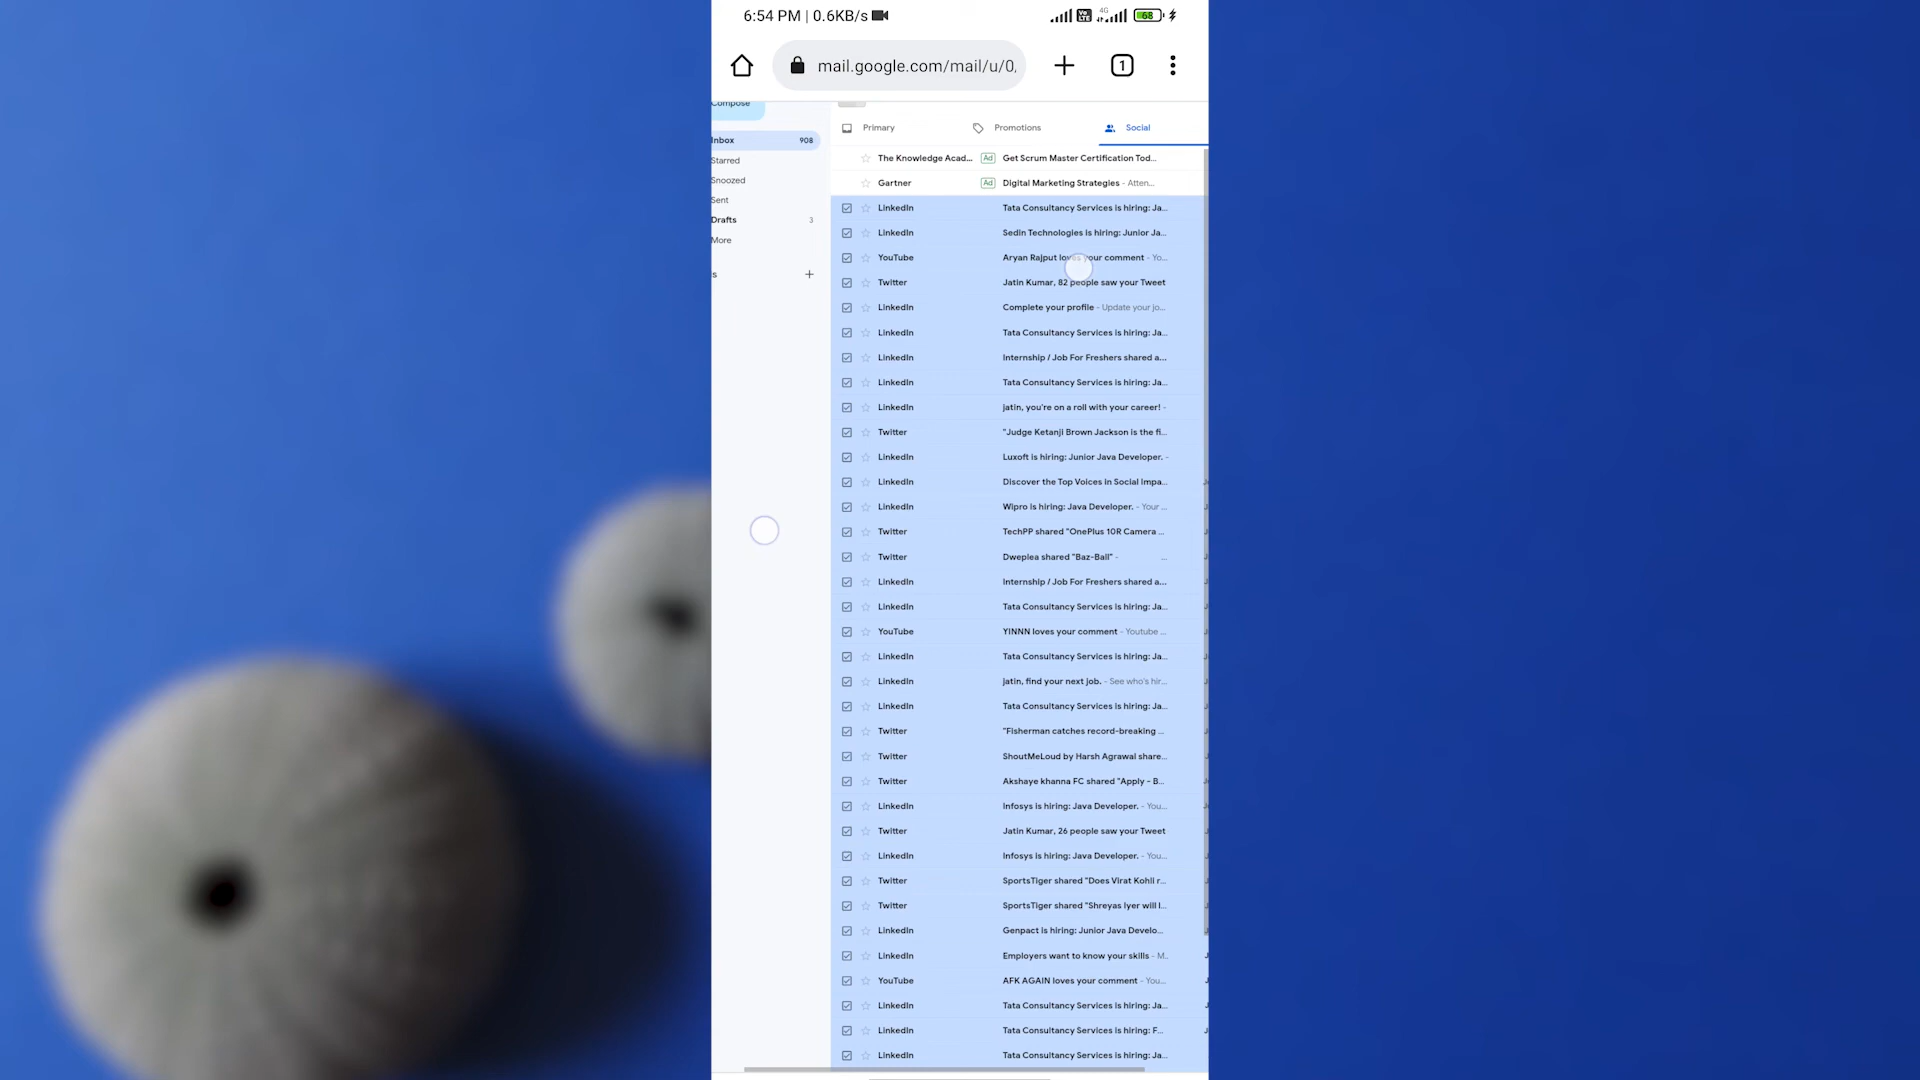 6:54 PM | 0.6KB/s
Vo LTE 4G 68
mail.google.com/mail/u/0,
1
Compose
Inbox 908
Starred
Snoozed
Sent
Drafts 3
More
s +
Primary Promotions Social
The Knowledge Acad... Ad Get Scrum Master Certification Tod...
Gartner Ad Digital Marketing Strategies - Atten...
LinkedIn Tata Consultancy Services is hiring: Ja...
LinkedIn Sedin Technologies is hiring: Junior Ja...
YouTube Aryan Rajput loves your comment - Yo...
Twitter Jatin Kumar, 82 people saw your Tweet
LinkedIn Complete your profile - Update your jo...
LinkedIn Tata Consultancy Services is hiring: Ja...
LinkedIn Internship / Job For Freshers shared a...
LinkedIn Tata Consultancy Services is hiring: Ja...
LinkedIn jatin, you're on a roll with your career! -
Twitter "Judge Ketanji Brown Jackson is the fi...
LinkedIn Luxoft is hiring: Junior Java Developer. -
LinkedIn Discover the Top Voices in Social Impa...
LinkedIn Wipro is hiring: Java Developer. - Your ...
Twitter TechPP shared "OnePlus 10R Camera ...
Twitter Dweplea shared "Baz-Ball" - ...
LinkedIn Internship / Job For Freshers shared a...
LinkedIn Tata Consultancy Services is hiring: Ja...
YouTube YINNN loves your comment - Youtube ...
LinkedIn Tata Consultancy Services is hiring: Ja...
LinkedIn jatin, find your next job. - See who's hir...
LinkedIn Tata Consultancy Services is hiring: Ja...
Twitter "Fisherman catches record-breaking ...
Twitter ShoutMeLoud by Harsh Agrawal share...
Twitter Akshaye khanna FC shared "Apply - B...
LinkedIn Infosys is hiring: Java Developer. - You...
Twitter Jatin Kumar, 26 people saw your Tweet
LinkedIn Infosys is hiring: Java Developer. - You...
Twitter SportsTiger shared "Does Virat Kohli r...
Twitter SportsTiger shared "Shreyas Iyer will l...
LinkedIn Genpact is hiring: Junior Java Develo...
LinkedIn Employers want to know your skills - M..
YouTube AFK AGAIN loves your comment - You...
LinkedIn Tata Consultancy Services is hiring: Ja...
LinkedIn Tata Consultancy Services is hiring: F...
LinkedIn Tata Consultancy Services is hiring: Ja...